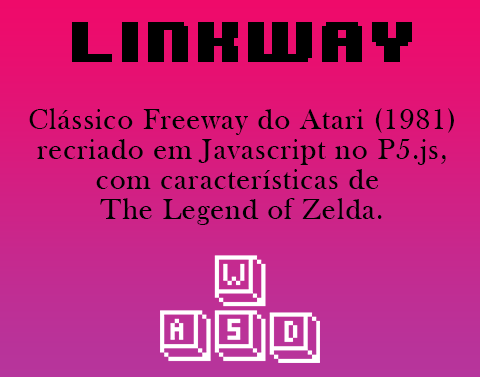 LINKWAY
Clássico Freeway do Atari (1981)
recriado em Javascript no P5.js,
com características de
The Legend of Zelda.
W
A S D